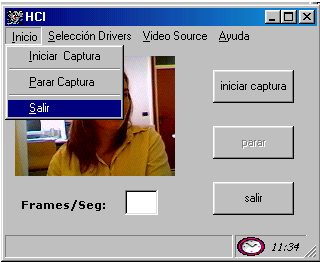 HCI
Inicio Selección Drivers Video Source Ayuda
Iniciar Captura
Parar Captura
Salir
iniciar captura
parar
salir
Frames/Seg:
11:34